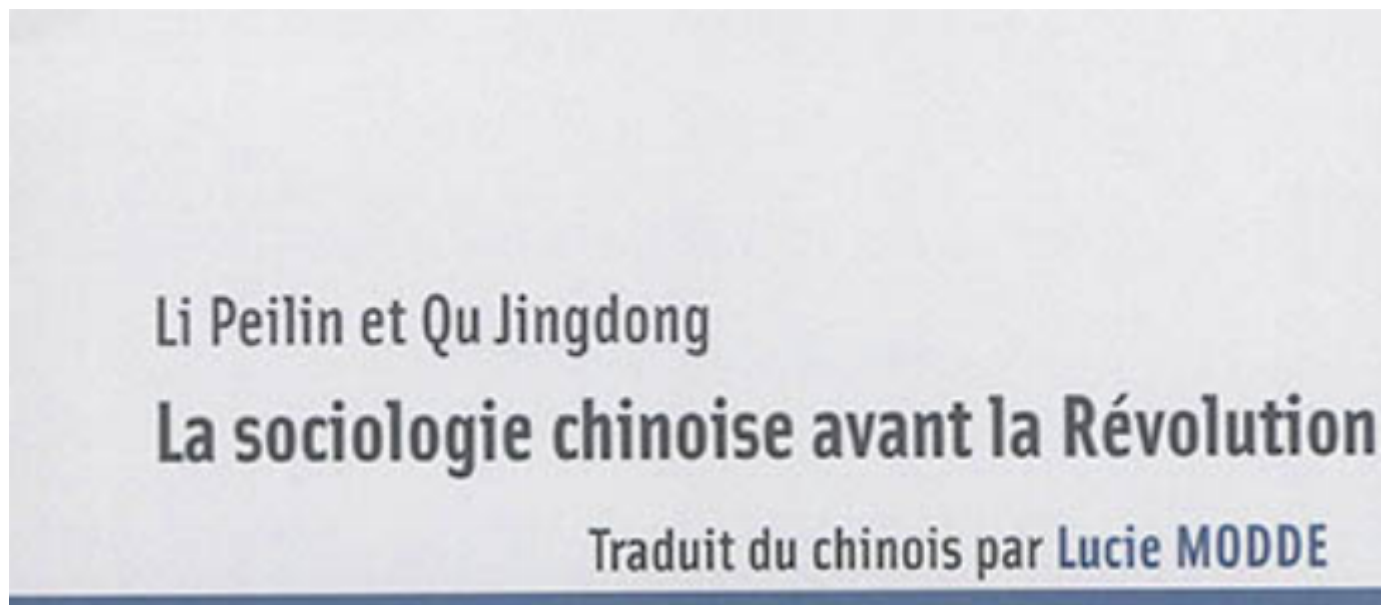 Li Peilin et Qu Jingdong
La sociologie chinoise avant la Révolution
Traduit du chinois par Lucie MODDE